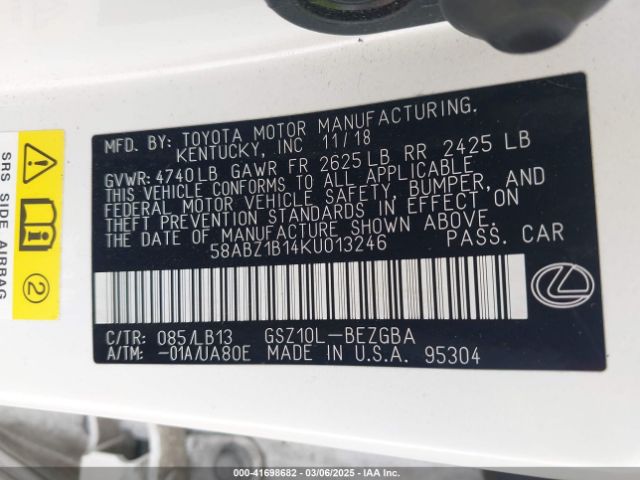 MFD. BY: TOYOTA MOTOR MANUFACTURING.
KENTUCKY, INC 11/18
GVWR: 4740LB GAWR FR 2625LB RR 2425 LB
THIS VEHICLE CONFORMS TO ALL APPLICABLE
FEDERAL MOTOR VEHICLE SAFETY, BUMPER, AND
THEFT PREVENTION STANDARDS IN EFFECT ON
THE DATE OF MANUFACTURE SHOWN ABOVE.
58ABZ1B14KU013246 PASS. CAR
C/TR: 085/LB13 GSZ10L-BEZGBA
A/TM: -01A/UA80E MADE IN U.S.A. 95304
SRS SIDE AIRBAG
2
000-41698682 - 03/06/2025 - IAAI.com